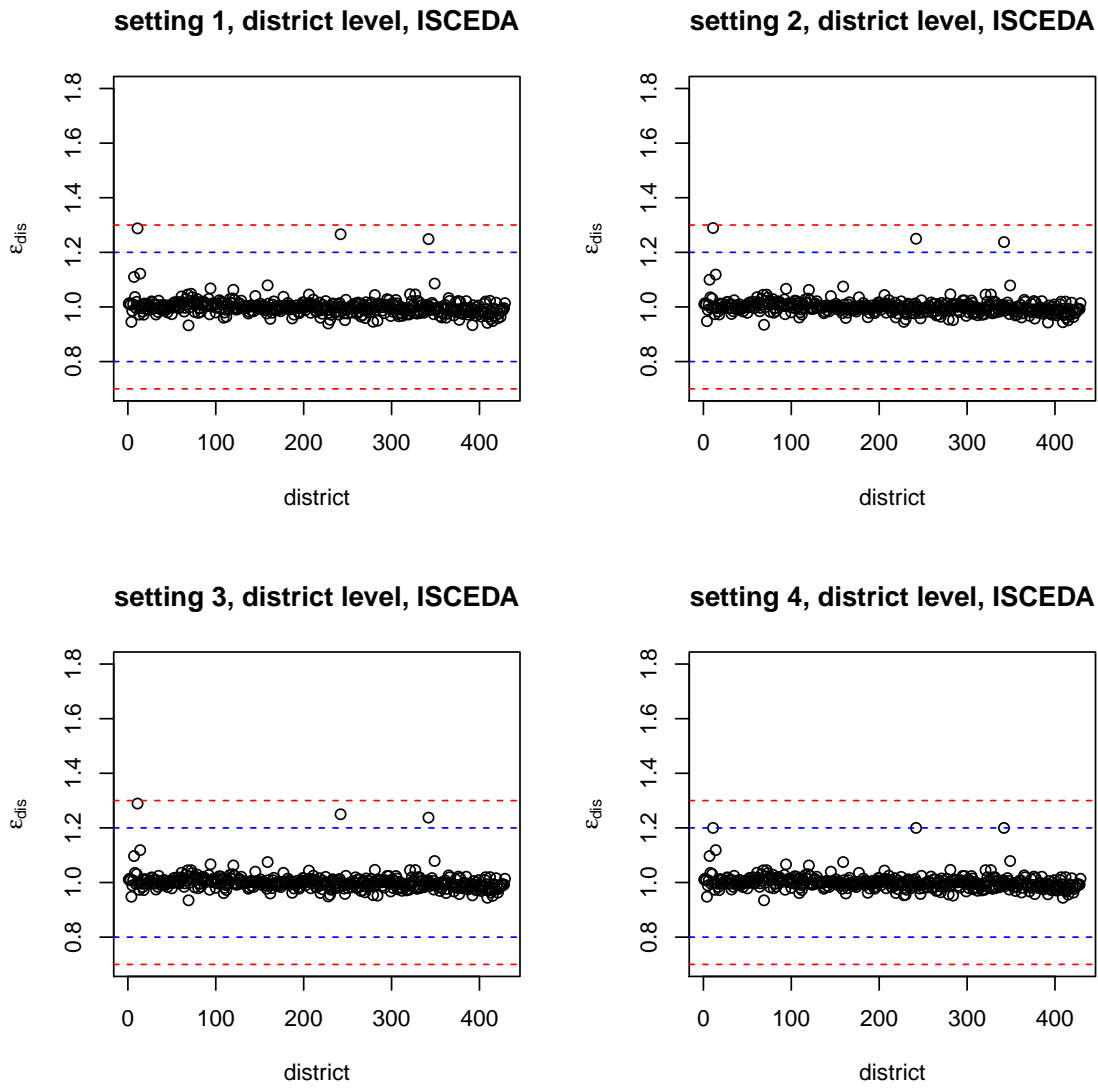 setting 1, district level, ISCEDA
1.8
1.6
1.4
1.2
1.0
0.8
εdis
0 100 200 300 400
district
setting 2, district level, ISCEDA
1.8
1.6
1.4
1.2
1.0
0.8
εdis
0 100 200 300 400
district
setting 3, district level, ISCEDA
1.8
1.6
1.4
1.2
1.0
0.8
εdis
0 100 200 300 400
district
setting 4, district level, ISCEDA
1.8
1.6
1.4
1.2
1.0
0.8
εdis
0 100 200 300 400
district